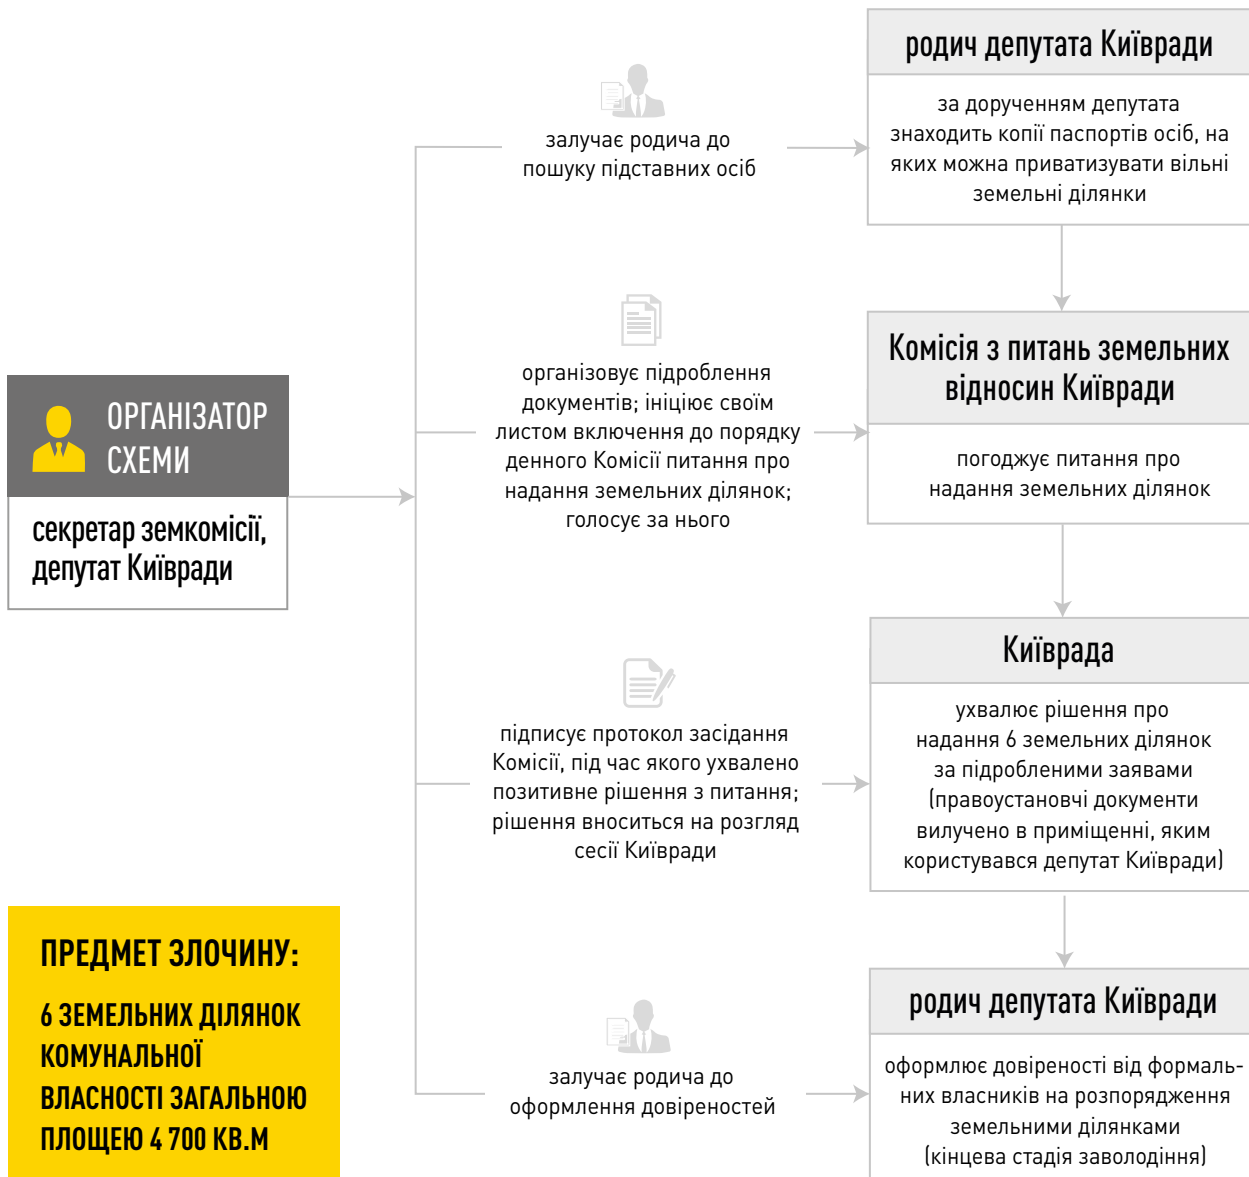 ОРГАНІЗАТОР
СХЕМИ
секретар земкомісії,
депутат Київради
залучає родича до
пошуку підставних осіб
родич депутата Київради
за дорученням депутата
знаходить копії паспортів осіб, на
яких можна приватизувати вільні
земельні ділянки
організовує підроблення
документів; ініціює своїм
листом включення до порядку
денного Комісії питання про
надання земельних ділянок;
голосує за нього
Комісія з питань земельних
відносин Київради
погоджує питання про
надання земельних ділянок
підписує протокол засідання
Комісії, під час якого ухвалено
позитивне рішення з питання;
рішення вноситься на розгляд
сесії Київради
Київрада
ухвалює рішення про
надання 6 земельних ділянок
за підробленими заявами
(правоустановчі документи
вилучено в приміщенні, яким
користувався депутат Київради)
залучає родича до
оформлення довіреностей
родич депутата Київради
оформлює довіреності від формаль-
них власників на розпорядження
земельними ділянками
(кінцева стадія заволодіння)
ПРЕДМЕТ ЗЛОЧИНУ:
6 ЗЕМЕЛЬНИХ ДІЛЯНОК
КОМУНАЛЬНОЇ
ВЛАСНОСТІ ЗАГАЛЬНОЮ
ПЛОЩЕЮ 4 700 КВ.М